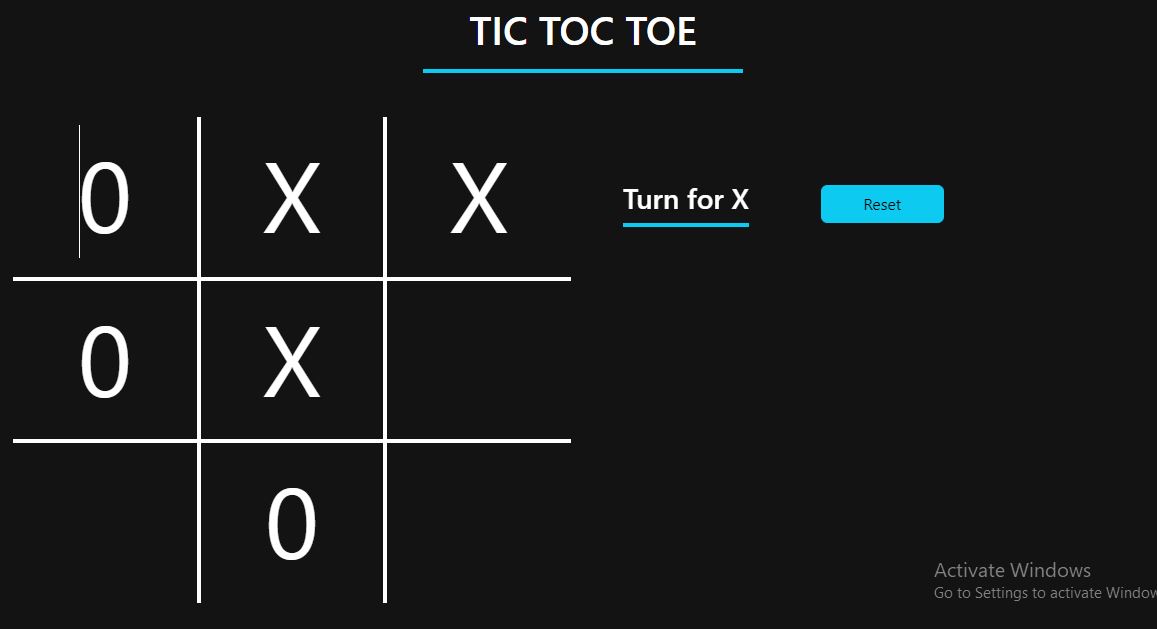 TIC TOC TOE
0 X X
Turn for X
Reset
0 X
0
Activate Windows
Go to Settings to activate Window